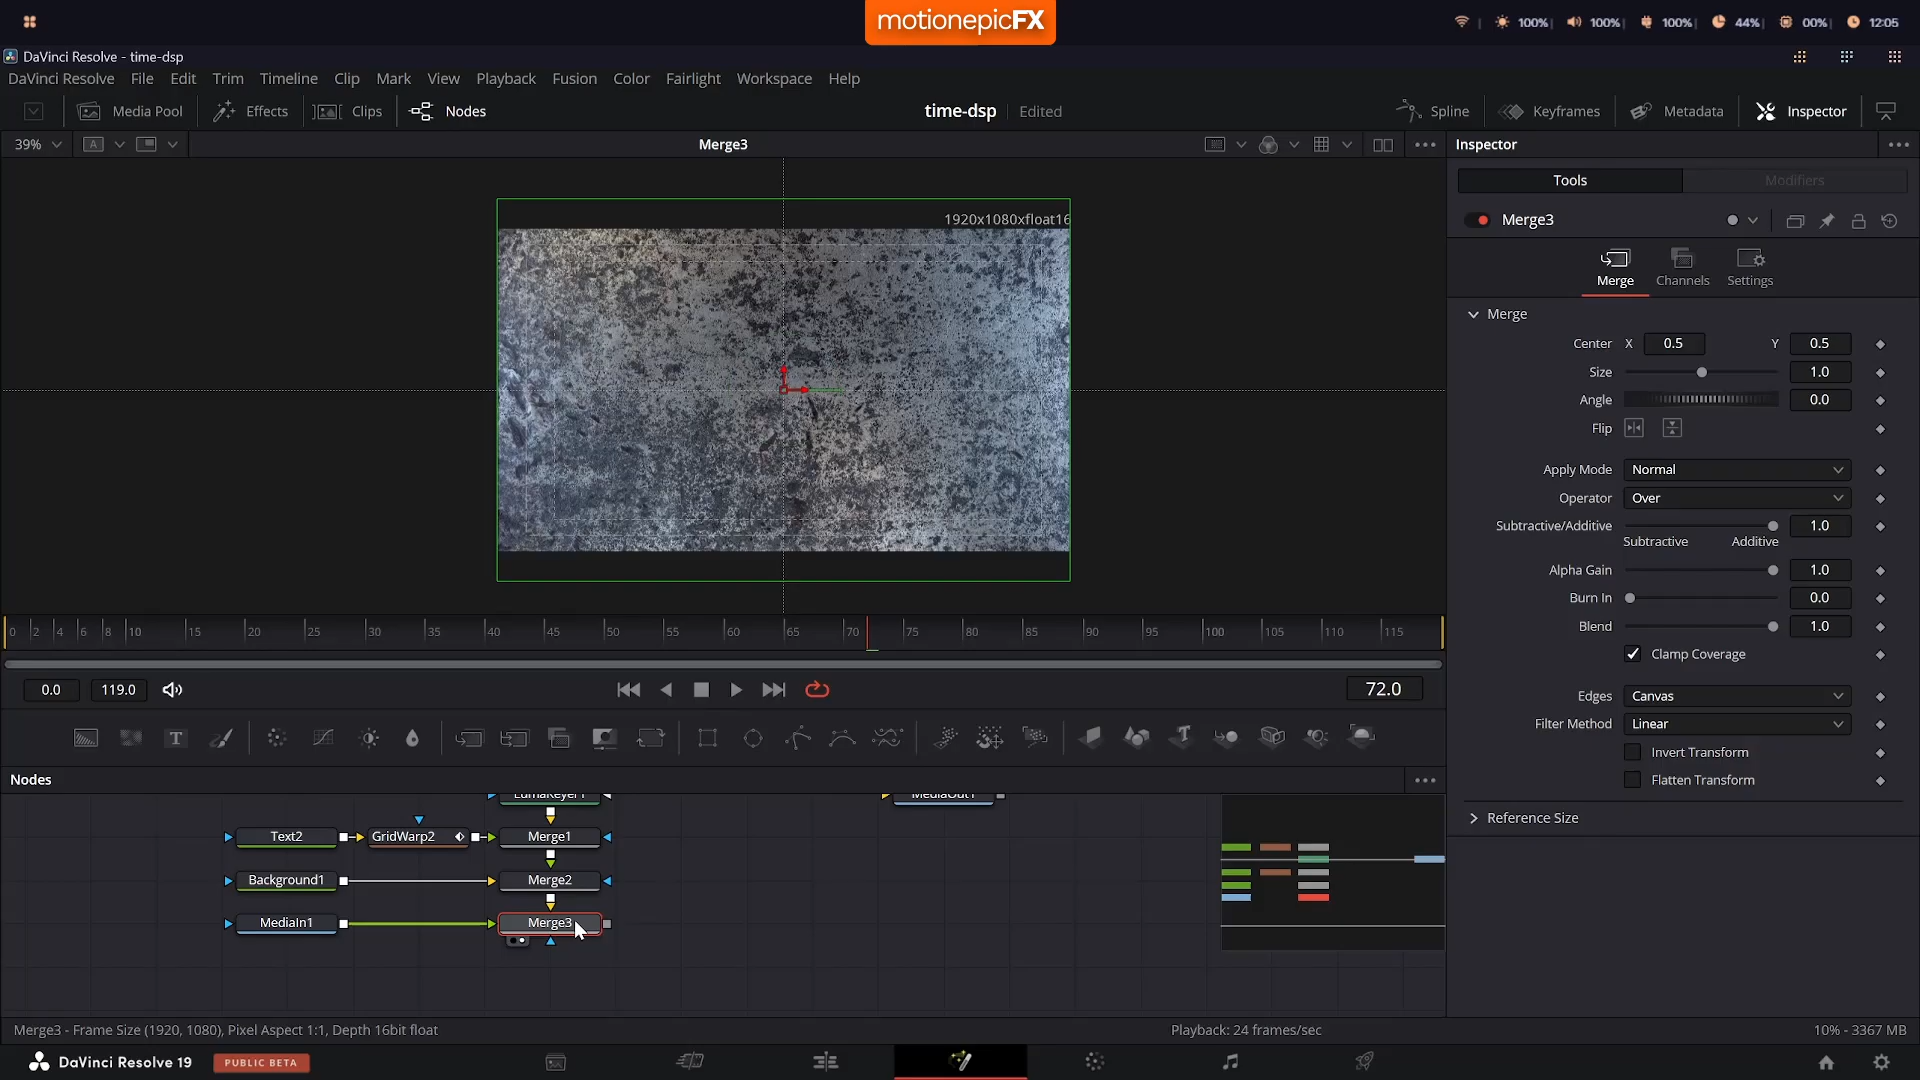 motionepicFX
100%
100%
100%
44%
00%
12:05
DaVinci Resolve - time-dsp
DaVinci Resolve File Edit Trim Timeline Clip Mark View Playback Fusion Color Fairlight Workspace Help
Media Pool Effects Clips Nodes time-dsp Edited Spline Keyframes Metadata Inspector
39% A Merge3 Inspector
1920x1080xfloat16
Tools Modifiers
Merge3
Merge Channels Settings
Merge
Center X 0.5 Y 0.5
Size 1.0
Angle 0.0
Flip
Apply Mode Normal
Operator Over
Subtractive/Additive 1.0
Subtractive Additive
Alpha Gain 1.0
Burn In 0.0
Blend 1.0
Clamp Coverage
Edges Canvas
Filter Method Linear
Invert Transform
Flatten Transform
Reference Size
0 2 4 6 8 10 15 20 25 30 35 40 45 50 55 60 65 70 75 80 85 90 95 100 105 110 115
0.0 119.0 72.0
T
Nodes
LumaKeyer1 MediaOut1
Text2 GridWarp2 Merge1
Background1 Merge2
MediaIn1 Merge3
Merge3 - Frame Size (1920, 1080), Pixel Aspect 1:1, Depth 16bit float Playback: 24 frames/sec 10% - 3367 MB
DaVinci Resolve 19 PUBLIC BETA